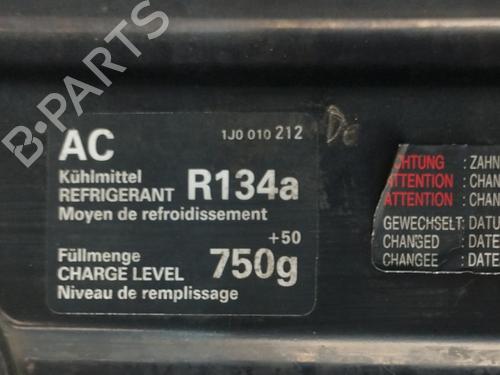 B-PARTS
AC
1J0 010 212
Kühlmittel
REFRIGERANT R134a
Moyen de refroidissement
+50
Füllmenge
CHARGE LEVEL 750g
Niveau de remplissage
De
ACHTUNG : ZAHN
ATTENTION : CHAN
ATTENTION : CHAN
GEWECHSELT: DATU
CHANGED : DATE
CHANGEE : DATE